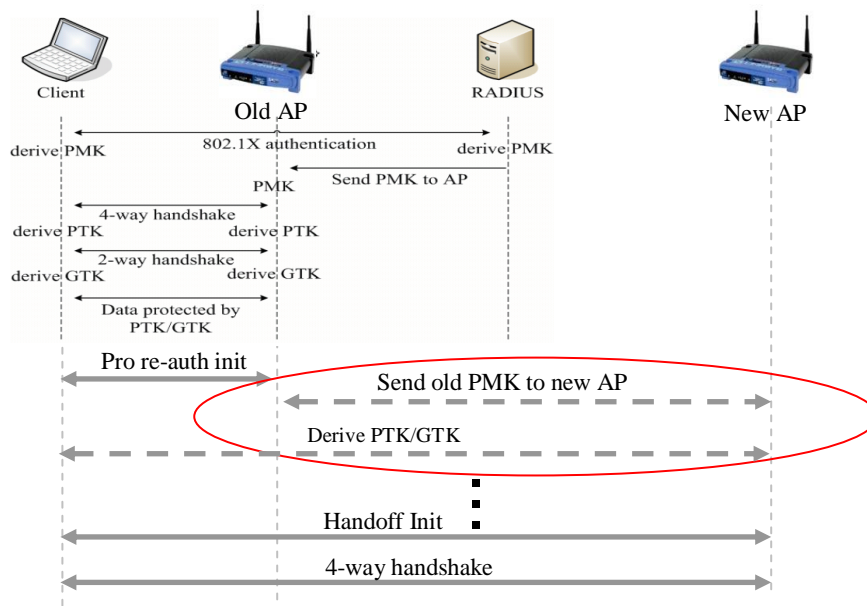 Client
Old AP
RADIUS
New AP
802.1X authentication
derive PMK
derive PMK
Send PMK to AP
PMK
4-way handshake
derive PTK
derive PTK
2-way handshake
derive GTK
derive GTK
Data protected by
PTK/GTK
Pro re-auth init
Send old PMK to new AP
Derive PTK/GTK
Handoff Init
4-way handshake